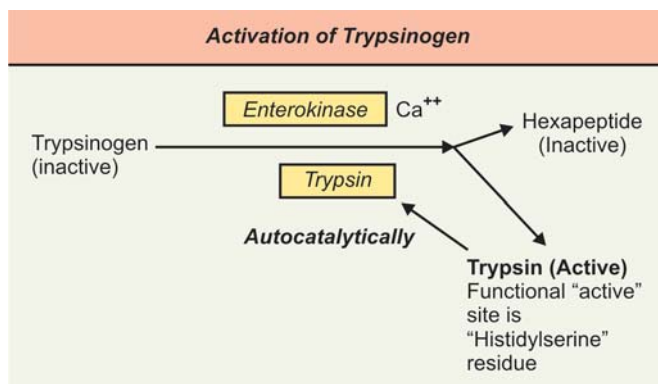 Activation of Trypsinogen
Enterokinase Ca++
Trypsinogen
(inactive)
Hexapeptide
(Inactive)
Trypsin
Autocatalytically
Trypsin (Active)
Functional “active”
site is
“Histidylserine”
residue